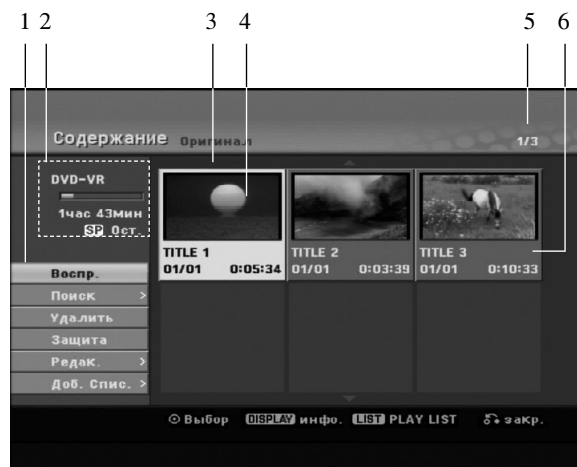 1 2 3 4 5 6
Содержание Оригинал 1/3
DVD-VR
1час 43мин
SP Ост.
Воспр.
Поиск >
Удалить
Защита
Редак. >
Доб. Спис. >
TITLE 1
01/01 0:05:34
TITLE 2
01/01 0:03:39
TITLE 3
01/01 0:10:33
Выбор DISPLAY инфо. LIST PLAY LIST закр.